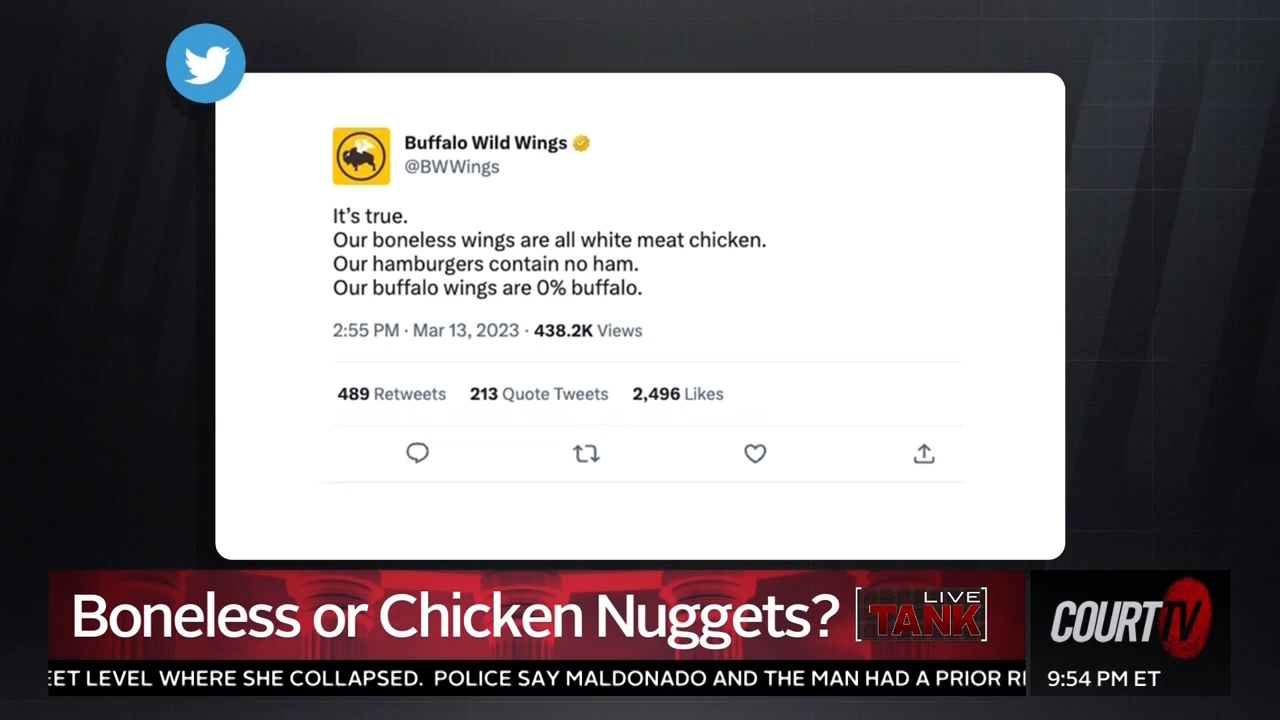 Buffalo Wild Wings
@BWWings
It's true.
Our boneless wings are all white meat chicken.
Our hamburgers contain no ham.
Our buffalo wings are 0% buffalo.
2:55 PM · Mar 13, 2023 · 438.2K Views
489 Retweets 213 Quote Tweets 2,496 Likes
Boneless or Chicken Nuggets?
LIVE
TANK
COURT TV
EET LEVEL WHERE SHE COLLAPSED. POLICE SAY MALDONADO AND THE MAN HAD A PRIOR
9:54 PM ET